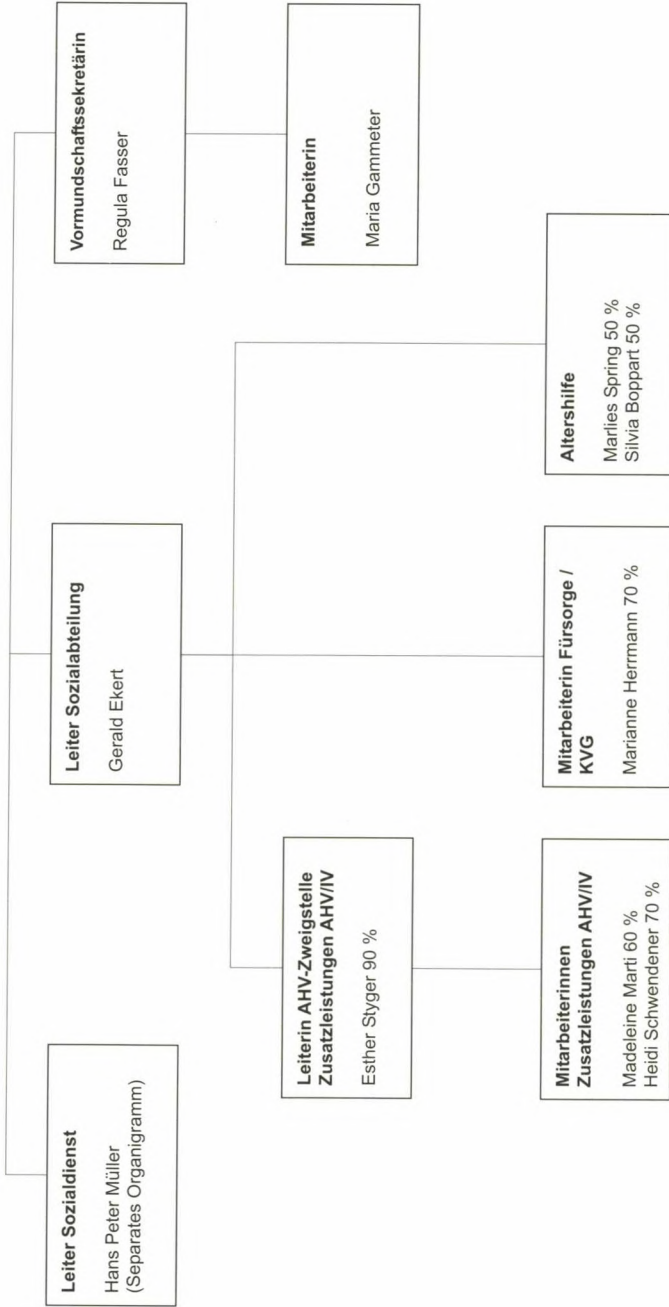 Leiter Sozialdienst
Hans Peter Müller
(Separates Organigramm)
Leiter Sozialabteilung
Gerald Ekert
Vormundschaftssekretärin
Regula Fasser
Leiterin AHV-Zweigstelle
Zusatzleistungen AHV/IV
Esther Styger 90 %
Mitarbeiterin
Maria Gammeter
Mitarbeiterinnen
Zusatzleistungen AHV/IV
Madeleine Marti 60 %
Heidi Schwendener 70 %
Mitarbeiterin Fürsorge /
KVG
Marianne Herrmann 70 %
Altershilfe
Marlies Spring 50 %
Silvia Boppart 50 %